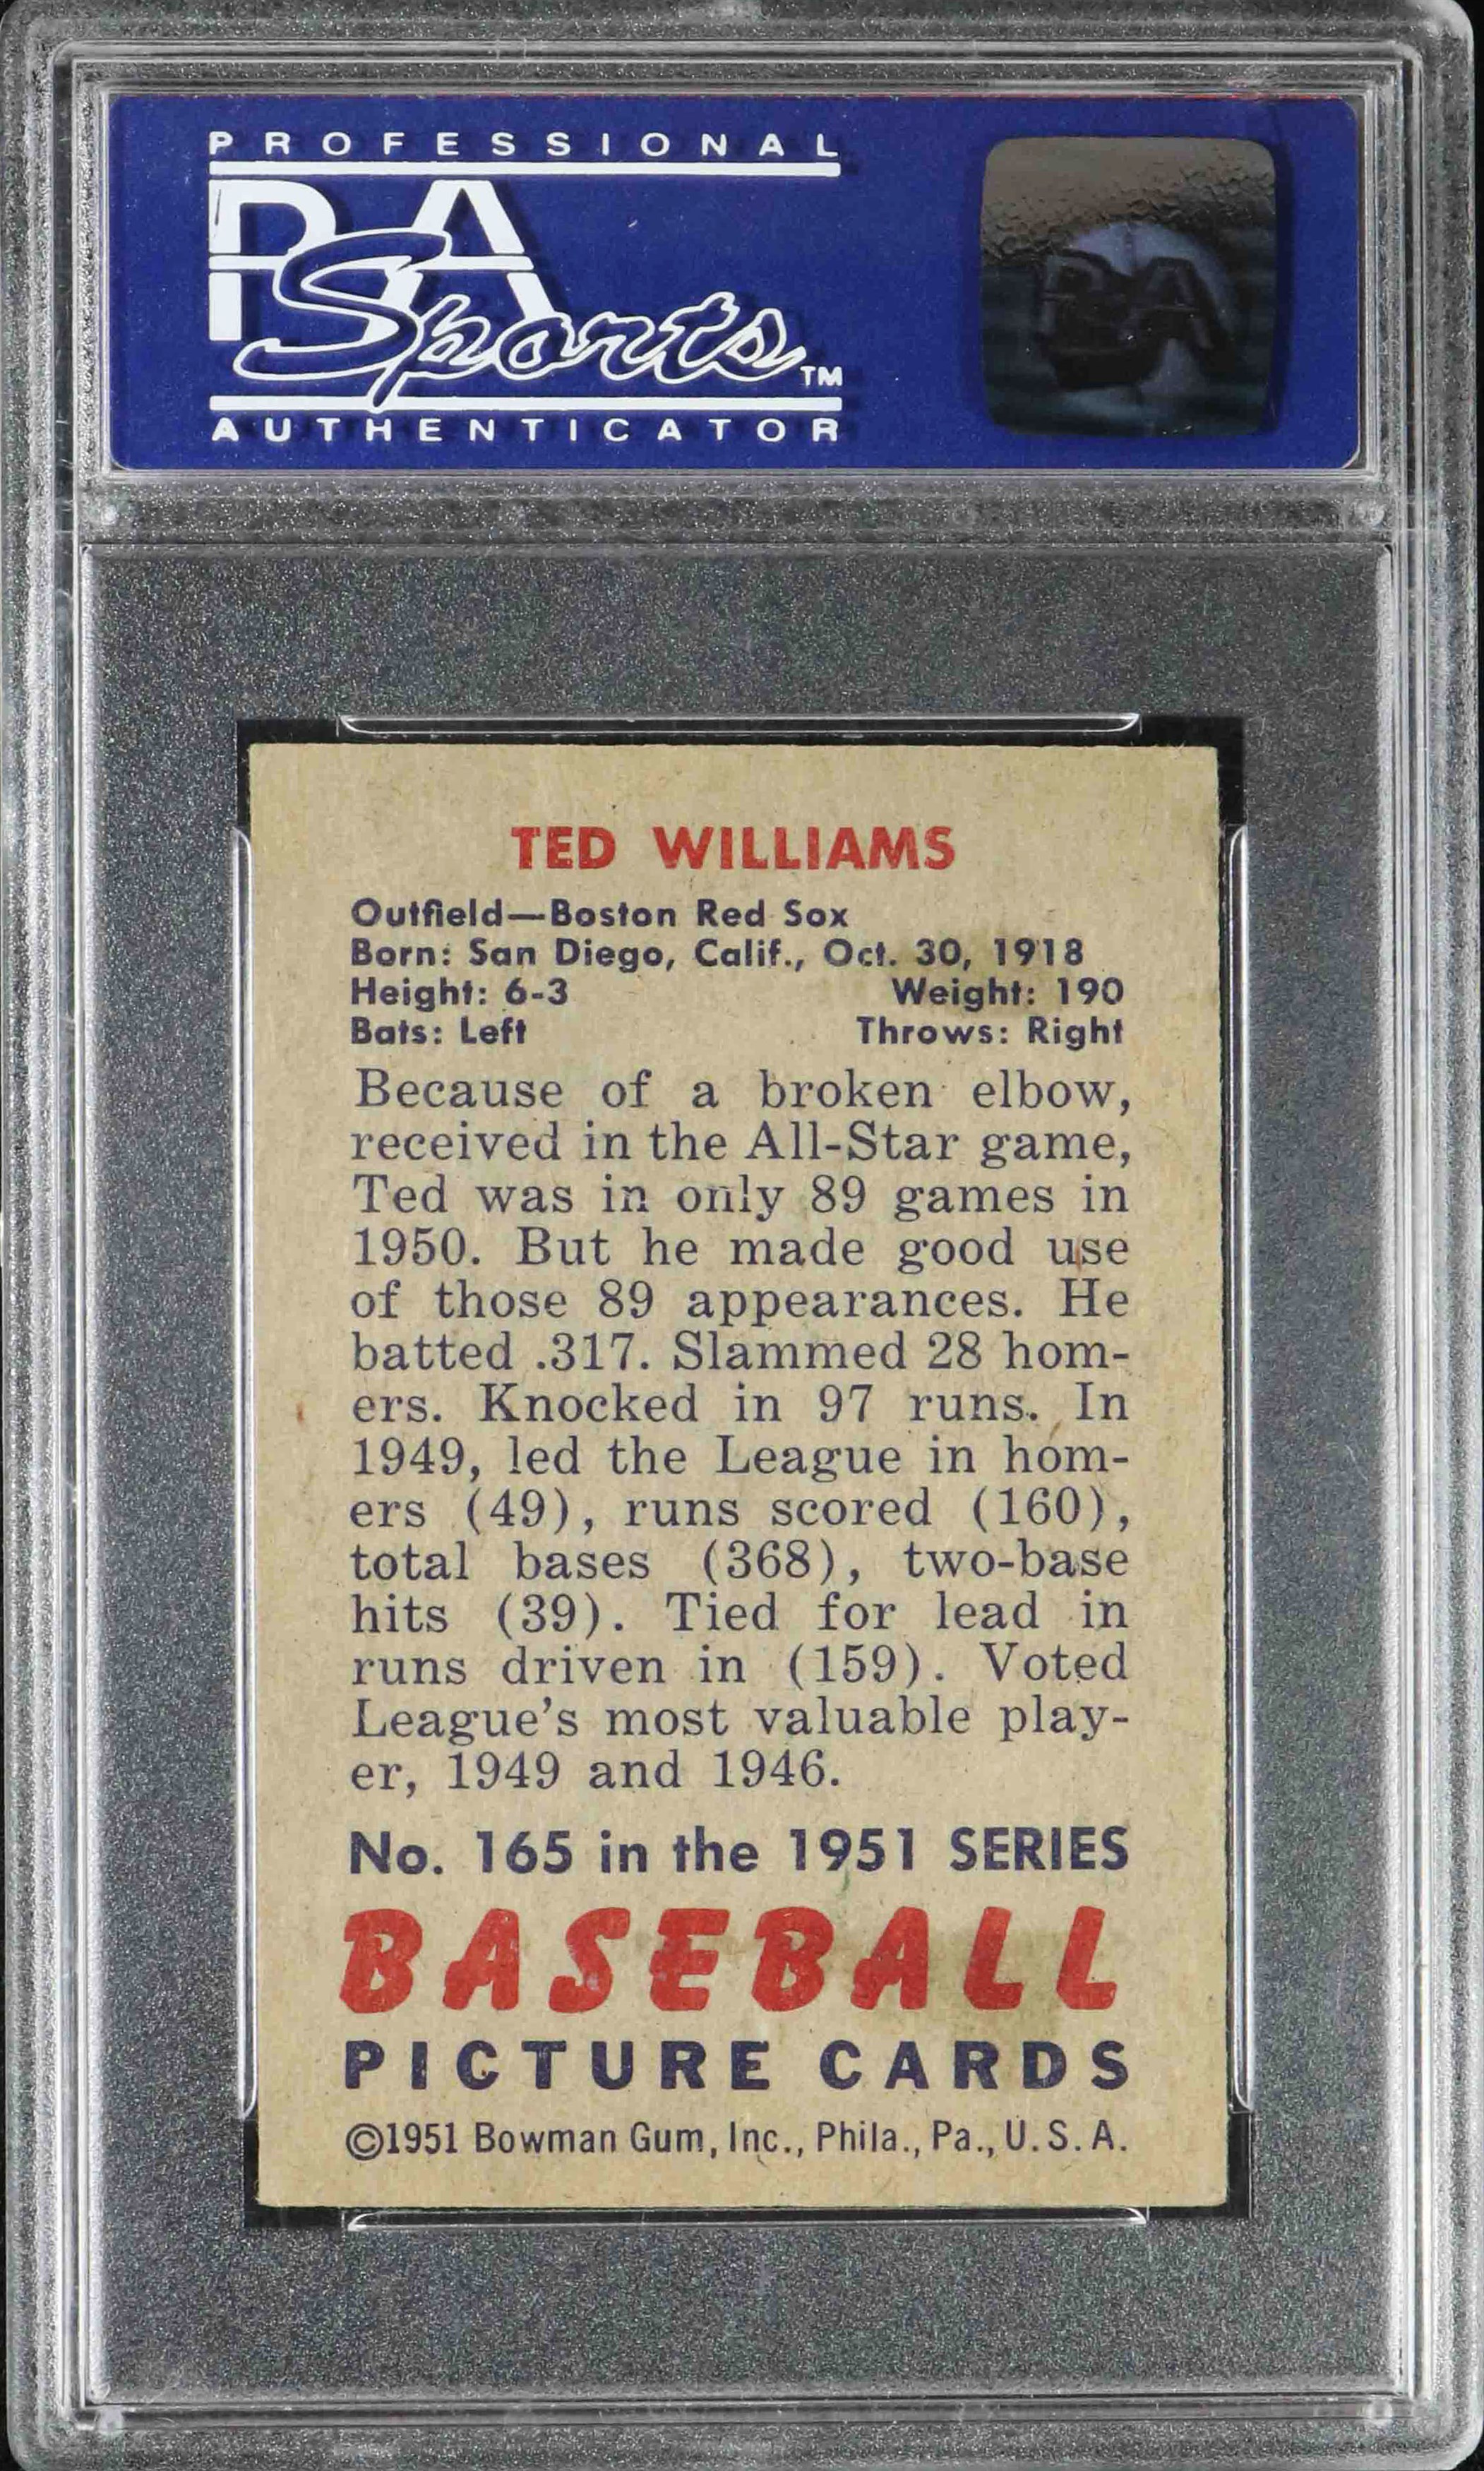 PROFESSIONAL
PSA
Sports™
AUTHENTICATOR
PSA
TED WILLIAMS
Outfield—Boston Red Sox
Born: San Diego, Calif., Oct. 30, 1918
Height: 6-3 Weight: 190
Bats: Left Throws: Right
Because of a broken elbow,
received in the All-Star game,
Ted was in only 89 games in
1950. But he made good use
of those 89 appearances. He
batted .317. Slammed 28 hom-
ers. Knocked in 97 runs. In
1949, led the League in hom-
ers (49), runs scored (160),
total bases (368), two-base
hits (39). Tied for lead in
runs driven in (159). Voted
League's most valuable play-
er, 1949 and 1946.
No. 165 in the 1951 SERIES
BASEBALL
PICTURE CARDS
©1951 Bowman Gum, Inc., Phila., Pa., U. S. A.